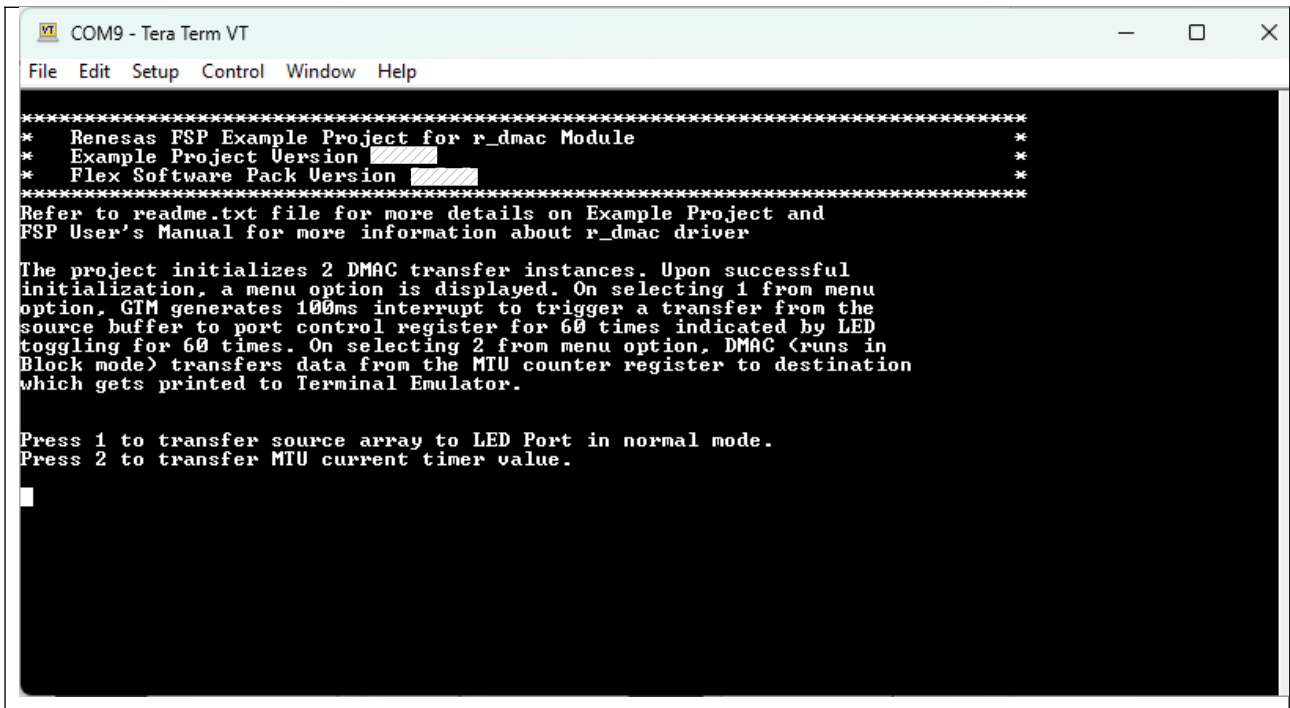 COM9 - Tera Term VT
File Edit Setup Control Window Help
*************************************************************************
* Renesas FSP Example Project for r_dmac Module *
* Example Project Version
* Flex Software Pack Version
*************************************************************************
Refer to readme.txt file for more details on Example Project and
FSP User's Manual for more information about r_dmac driver
The project initializes 2 DMAC transfer instances. Upon successful
initialization, a menu option is displayed. On selecting 1 from menu
option, GTM generates 100ms interrupt to trigger a transfer from the
source buffer to port control register for 60 times indicated by LED
toggling for 60 times. On selecting 2 from menu option, DMAC (runs in
Block mode) transfers data from the MTU counter register to destination
which gets printed to Terminal Emulator.
Press 1 to transfer source array to LED Port in normal mode.
Press 2 to transfer MTU current timer value.